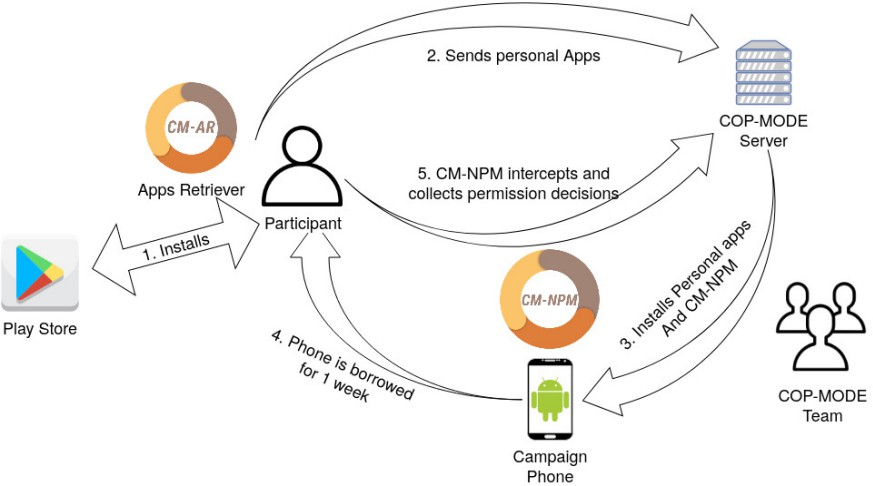 2. Sends personal Apps
COP-MODE
Server
CM-AR
Apps Retriever
5. CM-NPM intercepts and
collects permission decisions
Participant
1. Installs
Play Store
3. Installs Personal apps
And CM-NPM
CM-NPM
4. Phone is borrowed
for 1 week
COP-MODE
Team
Campaign
Phone